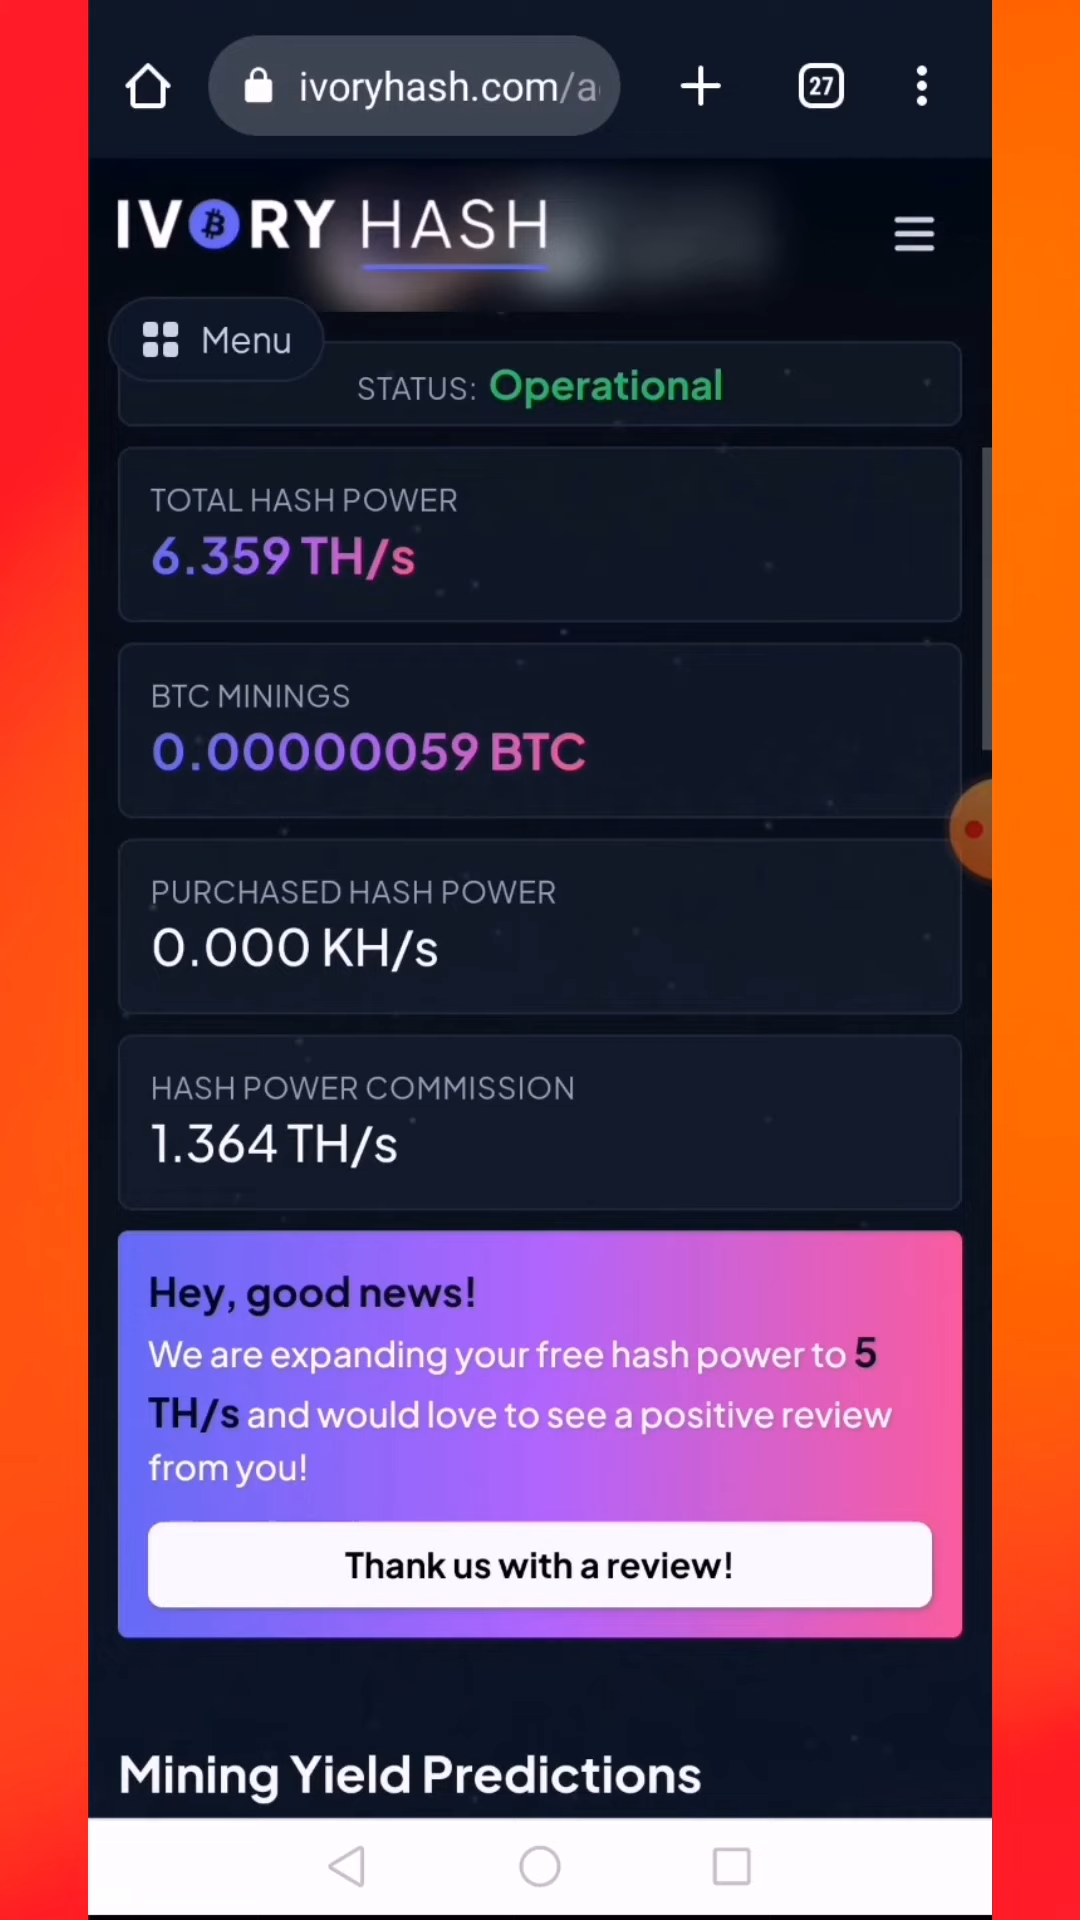 ivoryhash.com/a
27
IVORY HASH
Menu
STATUS: Operational
TOTAL HASH POWER
6.359 TH/s
BTC MININGS
0.00000059 BTC
PURCHASED HASH POWER
0.000 KH/s
HASH POWER COMMISSION
1.364 TH/s
Hey, good news!
We are expanding your free hash power to 5
TH/s and would love to see a positive review
from you!
Thank us with a review!
Mining Yield Predictions